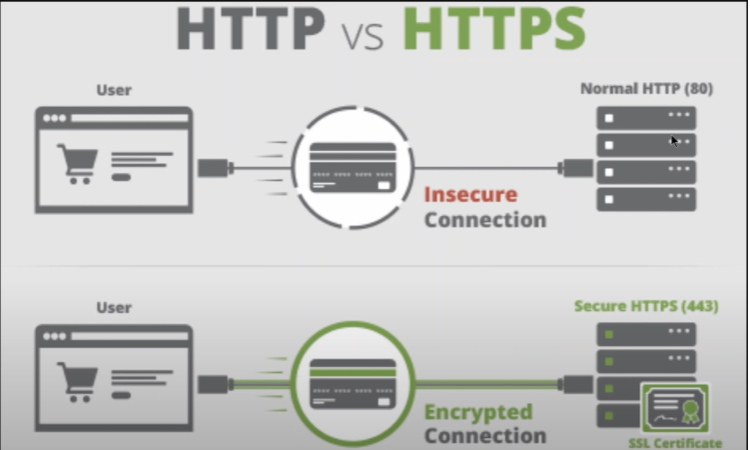 HTTP VS HTTPS
User
Normal HTTP (80)
Insecure
Connection
User
Secure HTTPS (443)
Encrypted
Connection
SSL Certificate